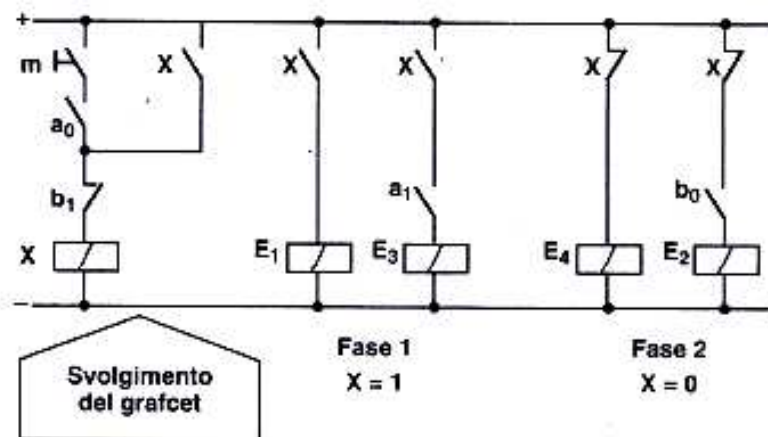 +
m
X
X
X
X
X
a₀
a₁
b₁
b₀
X
E₁
E₃
E₄
E₂
−
Fase 1
X = 1
Fase 2
X = 0
Svolgimento
del grafcet